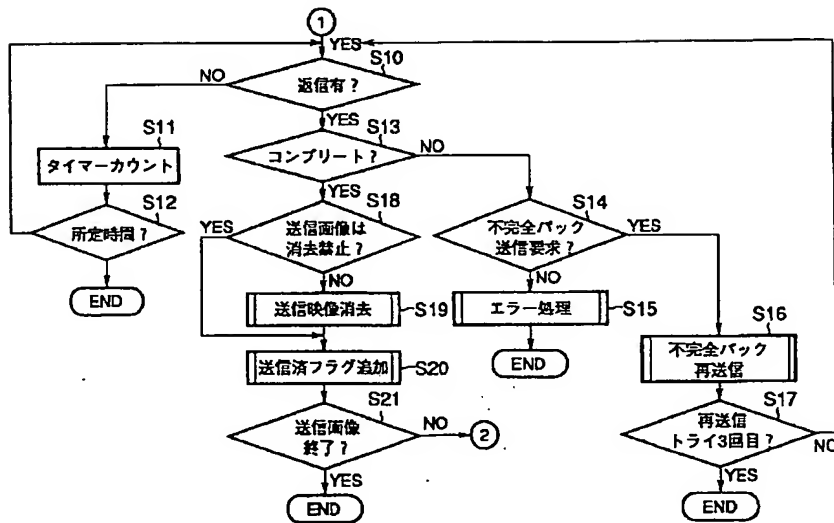 1
YES
S10
返信有？
NO
YES
S11
タイマーカウント
S13
コンプリート？
NO
YES
S12
所定時間？
END
S18
送信画像は
消去禁止？
YES
NO
S14
不完全パック
送信要求？
YES
NO
送信映像消去
S19
エラー処理
S15
END
S16
不完全パック
再送信
送信済フラグ追加
S20
S21
送信画像
終了？
NO
2
YES
END
S17
再送信
トライ3回目？
NO
YES
END